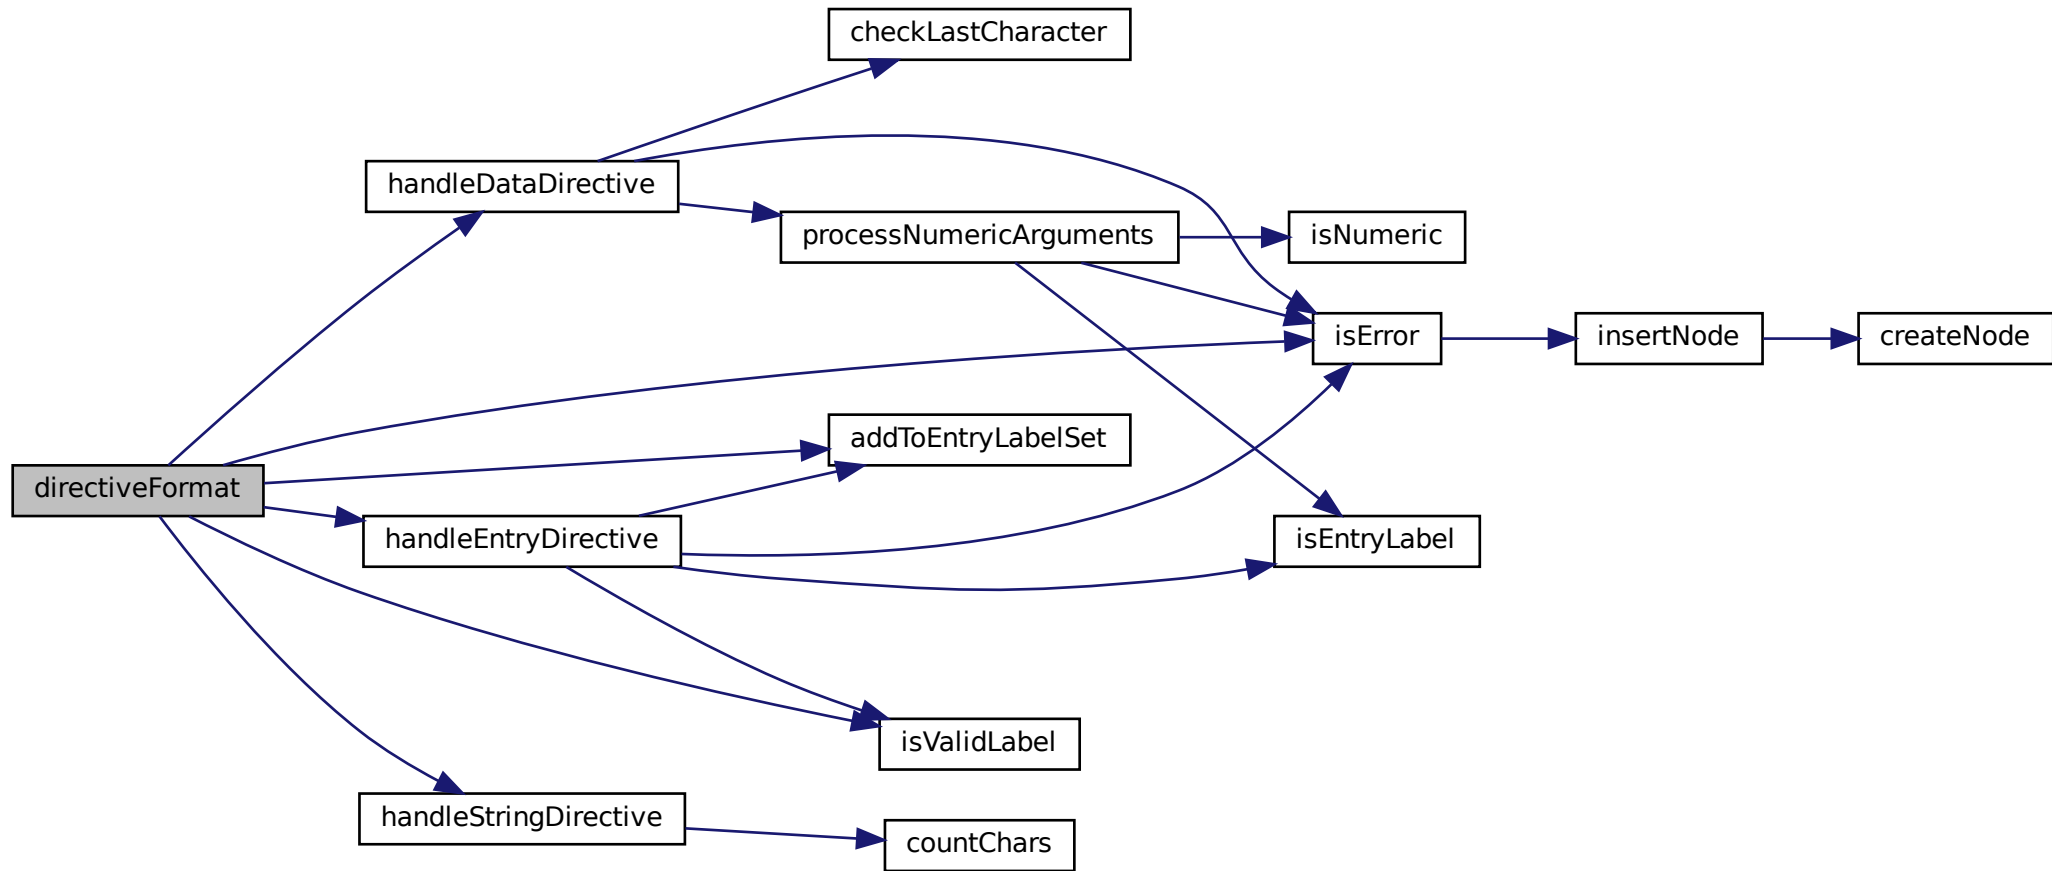 checkLastCharacter
handleDataDirective
processNumericArguments
isNumeric
isError
insertNode
createNode
addToEntryLabelSet
directiveFormat
handleEntryDirective
isEntryLabel
isValidLabel
handleStringDirective
countChars